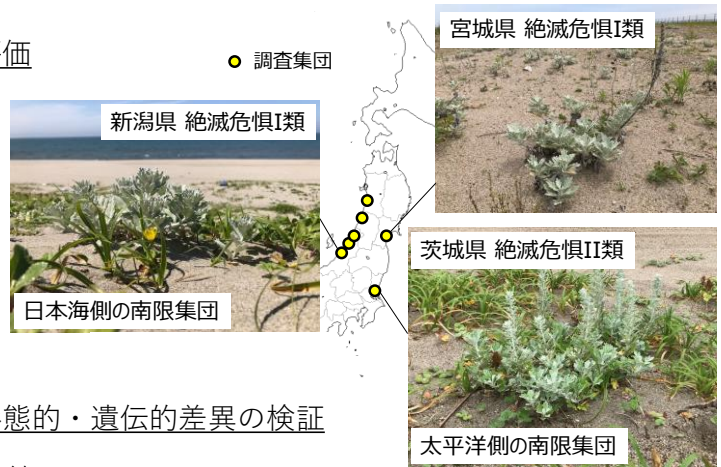 価
調査集団
宮城県 絶滅危惧I類
新潟県 絶滅危惧I類
日本海側の南限集団
茨城県 絶滅危惧II類
太平洋側の南限集団
態的・遺伝的差異の検証